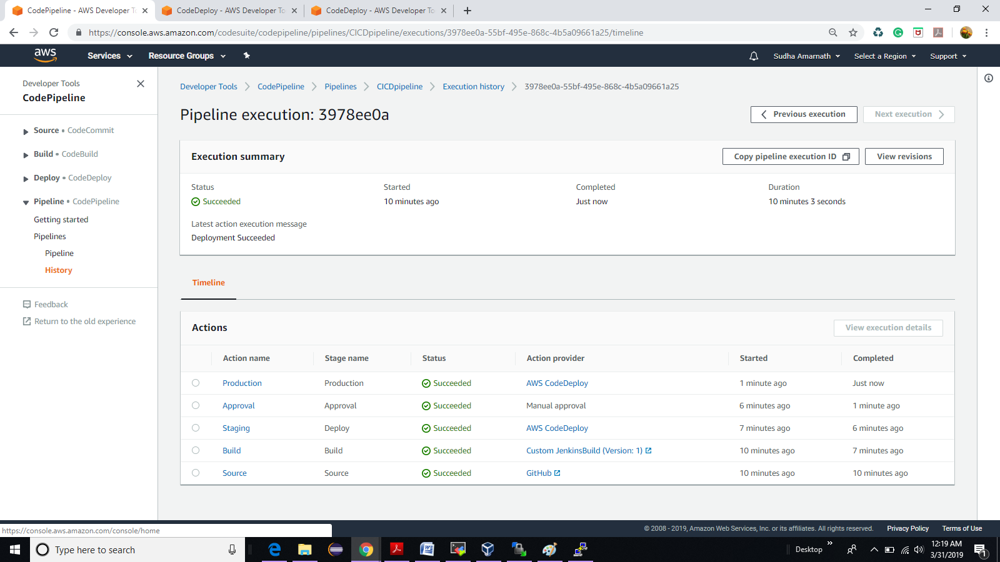 CodePipeline - AWS Developer To
CodeDeploy - AWS Developer To
CodeDeploy - AWS Developer To
https://console.aws.amazon.com/codesuite/codepipeline/pipelines/CICDpipeline/executions/3978ee0a-55bf-495e-868c-4b5a09661a25/timeline
aws
Services
Resource Groups
Sudha Amarnath
Select a Region
Support
Developer Tools
CodePipeline
Source • CodeCommit
Build • CodeBuild
Deploy • CodeDeploy
Pipeline • CodePipeline
Getting started
Pipelines
Pipeline
History
Feedback
Return to the old experience
Developer Tools
CodePipeline
Pipelines
CICDpipeline
Execution history
3978ee0a-55bf-495e-868c-4b5a09661a25
Pipeline execution: 3978ee0a
Previous execution
Next execution
Execution summary
Copy pipeline execution ID
View revisions
Status
Started
Completed
Duration
Succeeded
10 minutes ago
Just now
10 minutes 3 seconds
Latest action execution message
Deployment Succeeded
Timeline
Actions
View execution details
Action name Stage name Status Action provider Started Completed
Production Production Succeeded AWS CodeDeploy 1 minute ago Just now
Approval Approval Succeeded Manual approval 6 minutes ago 1 minute ago
Staging Deploy Succeeded AWS CodeDeploy 7 minutes ago 6 minutes ago
Build Build Succeeded Custom JenkinsBuild (Version: 1) 10 minutes ago 7 minutes ago
Source Source Succeeded GitHub 10 minutes ago 10 minutes ago
https://console.aws.amazon.com/console/home
© 2008 - 2019, Amazon Web Services, Inc. or its affiliates. All rights reserved.
Privacy Policy
Terms of Use
Type here to search
Desktop
12:19 AM
3/31/2019
1